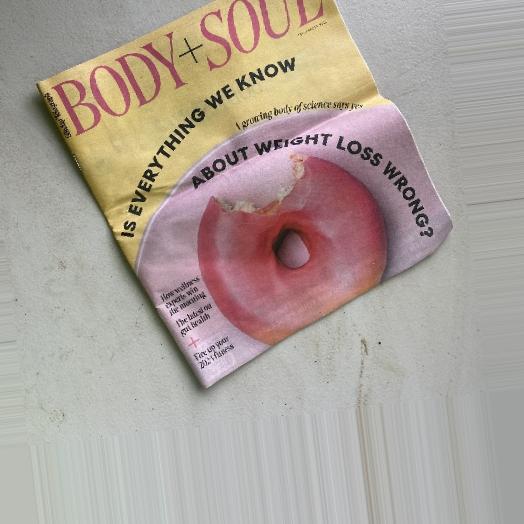 BODY+SOUL
IS EVERYTHING WE KNOW
A growing body of science says yes
ABOUT WEIGHT LOSS WRONG?
How wellness
experts win
the morning
The latest on
gut health
+
Fire up your
2021 fitness